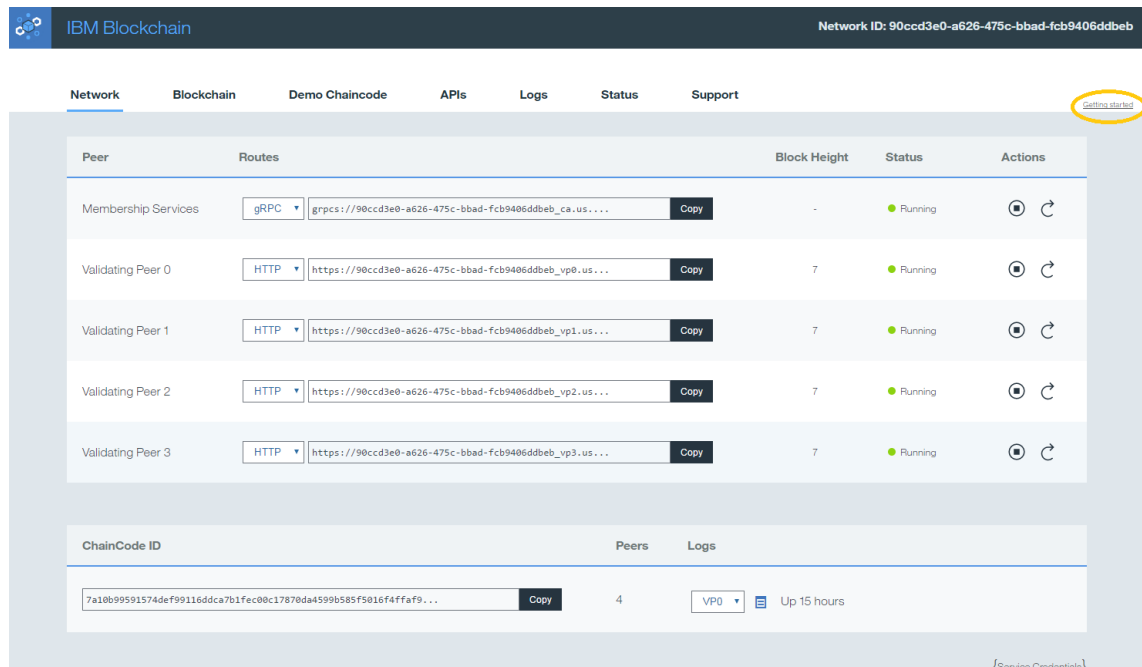 IBM Blockchain Network ID: 90ccd3e0-a626-475c-bbad-fcb9406ddbeb
Network Blockchain Demo Chaincode APIs Logs Status Support
Getting started
Peer Routes Block Height Status Actions
Membership Services gRPC grpcs://90ccd3e0-a626-475c-bbad-fcb9406ddbeb_ca.us.... Copy - Running
Validating Peer 0 HTTP https://90ccd3e0-a626-475c-bbad-fcb9406ddbeb_vp0.us... Copy 7 Running
Validating Peer 1 HTTP https://90ccd3e0-a626-475c-bbad-fcb9406ddbeb_vp1.us... Copy 7 Running
Validating Peer 2 HTTP https://90ccd3e0-a626-475c-bbad-fcb9406ddbeb_vp2.us... Copy 7 Running
Validating Peer 3 HTTP https://90ccd3e0-a626-475c-bbad-fcb9406ddbeb_vp3.us... Copy 7 Running
ChainCode ID Peers Logs
7a10b99591574def99116ddca7b1fec00c17870da4599b585f5016f4ffaf9... Copy 4 VP0 Up 15 hours
{Service Credentials}